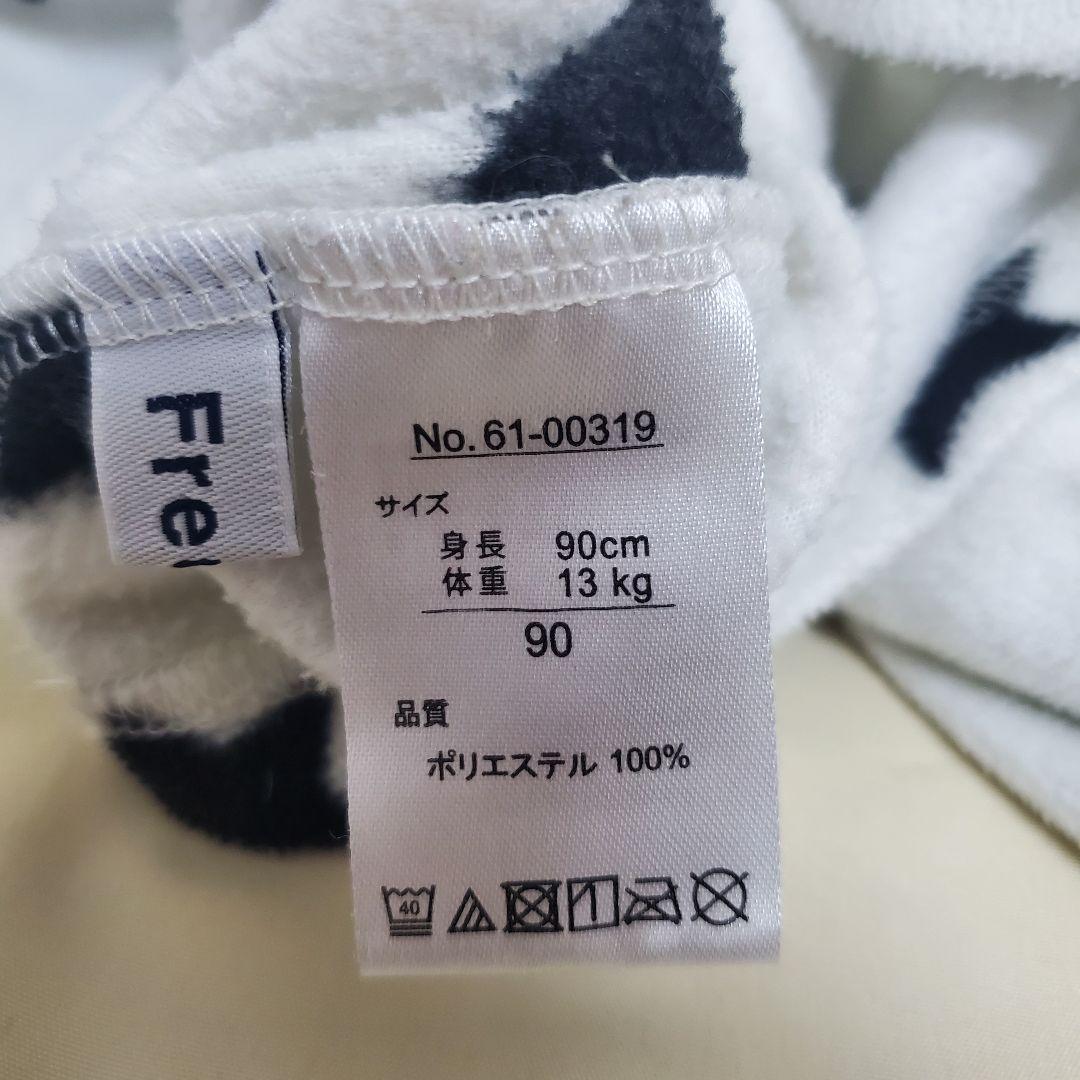 Fre
No. 61-00319
サイズ
身長 90cm
体重 13 kg
90
品質
ポリエステル 100%
40